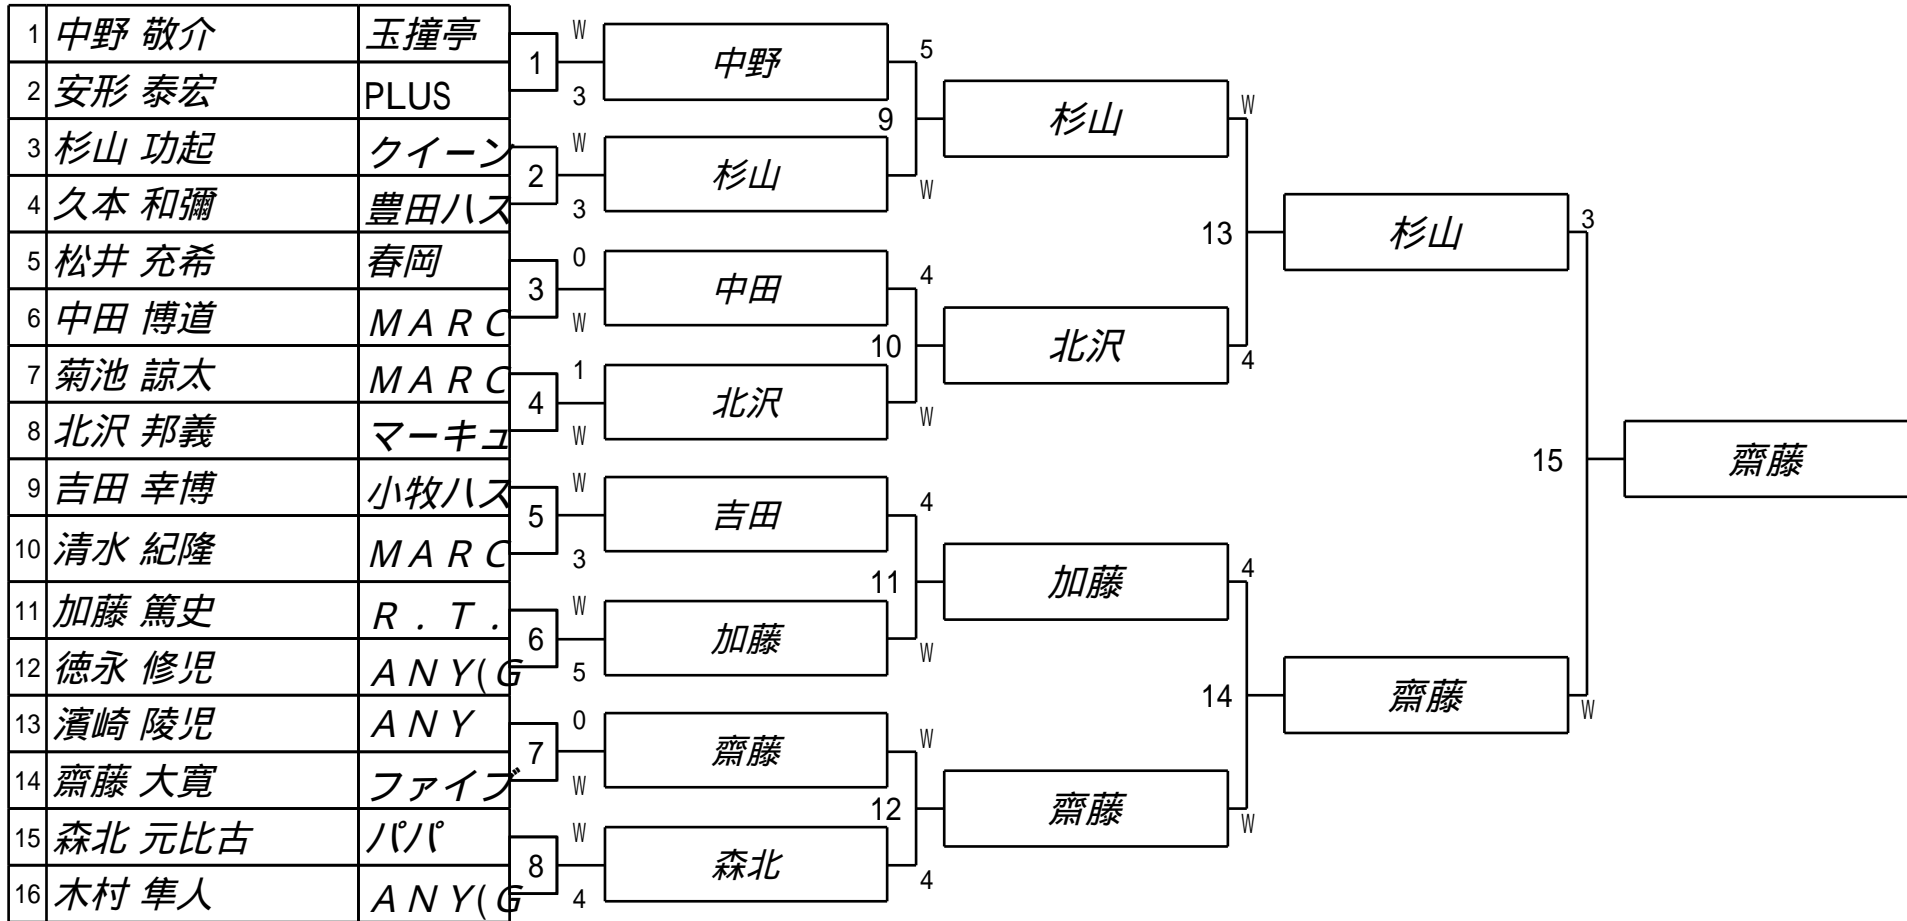 1 中野 敬介 玉撞亭
2 安形 泰宏 PLUS
3 杉山 功起 クイーン
4 久本 和彌 豊田ハス
5 松井 充希 春岡
6 中田 博道 ＭＡＲＣ
7 菊池 諒太 ＭＡＲＣ
8 北沢 邦義 マーキュ
9 吉田 幸博 小牧ハス
10 清水 紀隆 ＭＡＲＣ
11 加藤 篤史 Ｒ．Ｔ．
12 徳永 修児 ＡＮＹ(G
13 濱崎 陵児 ＡＮＹ
14 齋藤 大寛 ファイブ
15 森北 元比古 パパ
16 木村 隼人 ＡＮＹ(G
1 W 3
2 W 3
3 0 W
4 1 W
5 W 3
6 W 5
7 0 W
8 W 4
中野 5
杉山 W
中田 4
北沢 W
吉田 4
加藤 W
齋藤 W
森北 4
9
10
11
12
杉山 W
北沢 4
加藤 4
齋藤 W
13
14
杉山 3
齋藤 W
15
齋藤